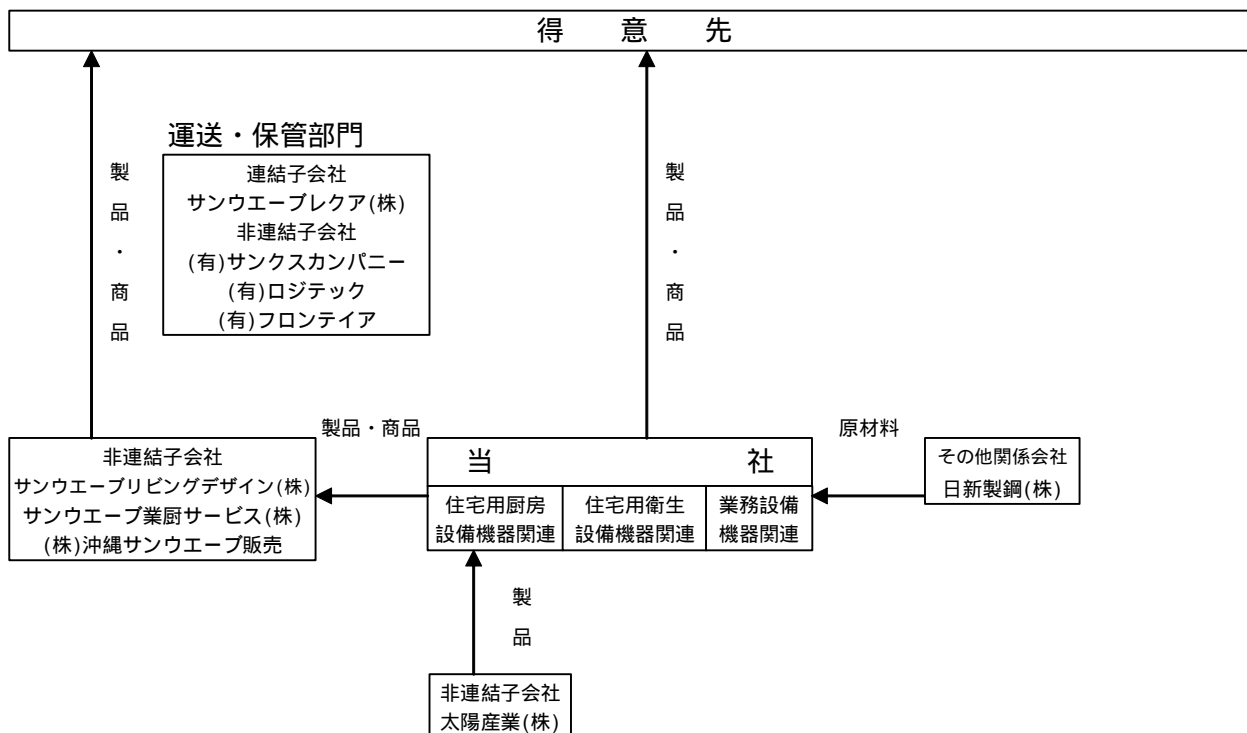 得　意　先
運送・保管部門
連結子会社
サンウエーブレクア(株)
非連結子会社
(有)サンクスカンパニー
(有)ロジテック
(有)フロンテイア
製品・商品
製品・商品
製品・商品
原材料
非連結子会社
サンウエーブリビングデザイン(株)
サンウエーブ業厨サービス(株)
(株)沖縄サンウエーブ販売
当　社
住宅用厨房
設備機器関連
住宅用衛生
設備機器関連
業務設備
機器関連
その他関係会社
日新製鋼(株)
製品
非連結子会社
太陽産業(株)